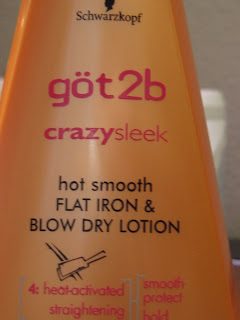 Schwarzkopf
göt2b
crazysleek
hot smooth
FLAT IRON &
BLOW DRY LOTION
4: heat-activated
straightening
smooth
protect
hold